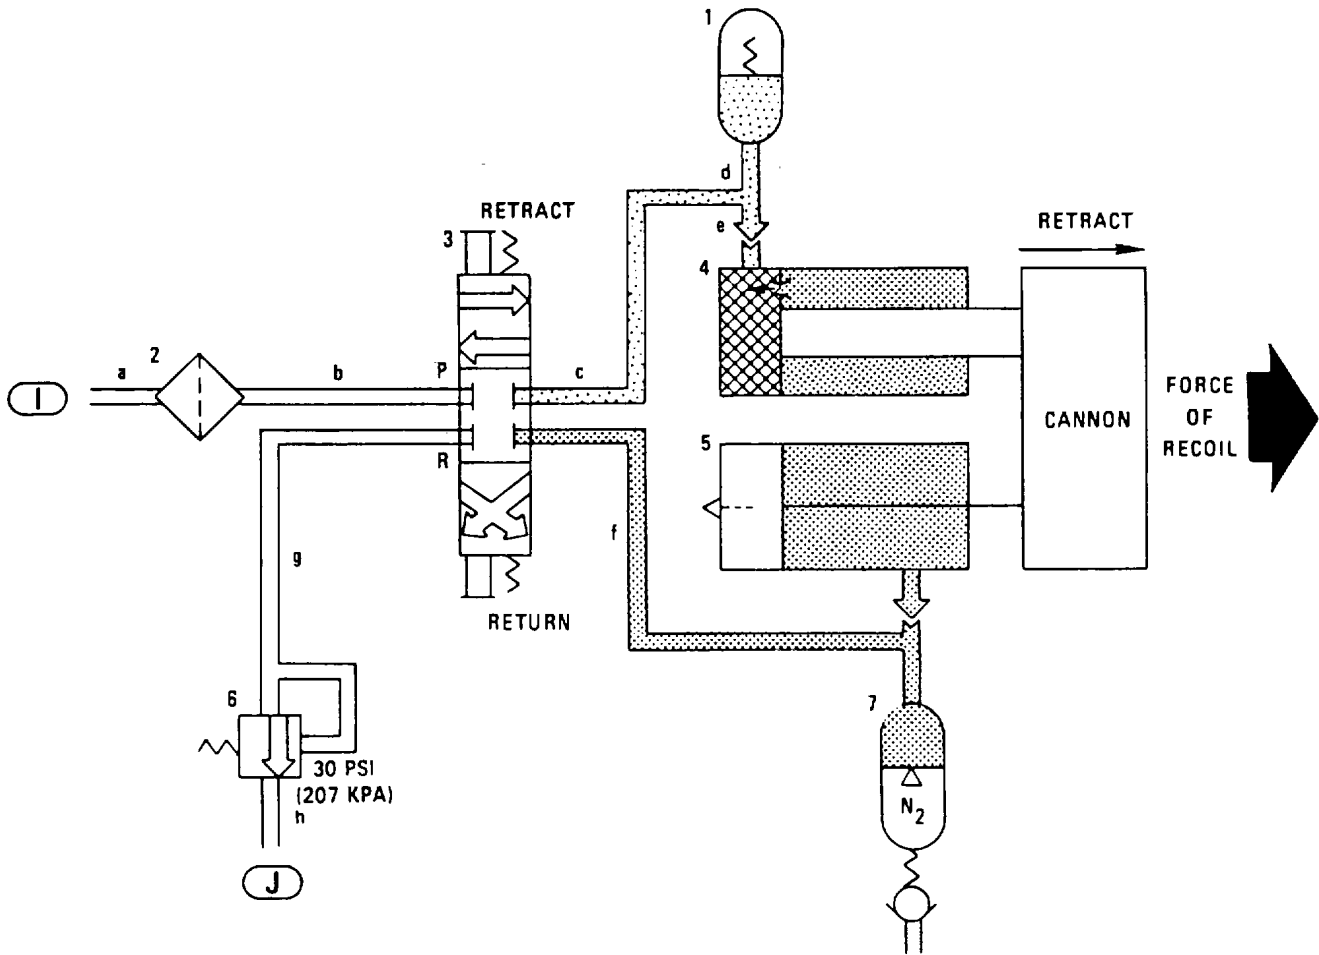 1
d
RETRACT
3
e
RETRACT
4
2
a
b
P
c
I
FORCE
OF
RECOIL
CANNON
R
5
f
g
RETURN
6
7
30 PSI
(207 KPA)
h
N2
J